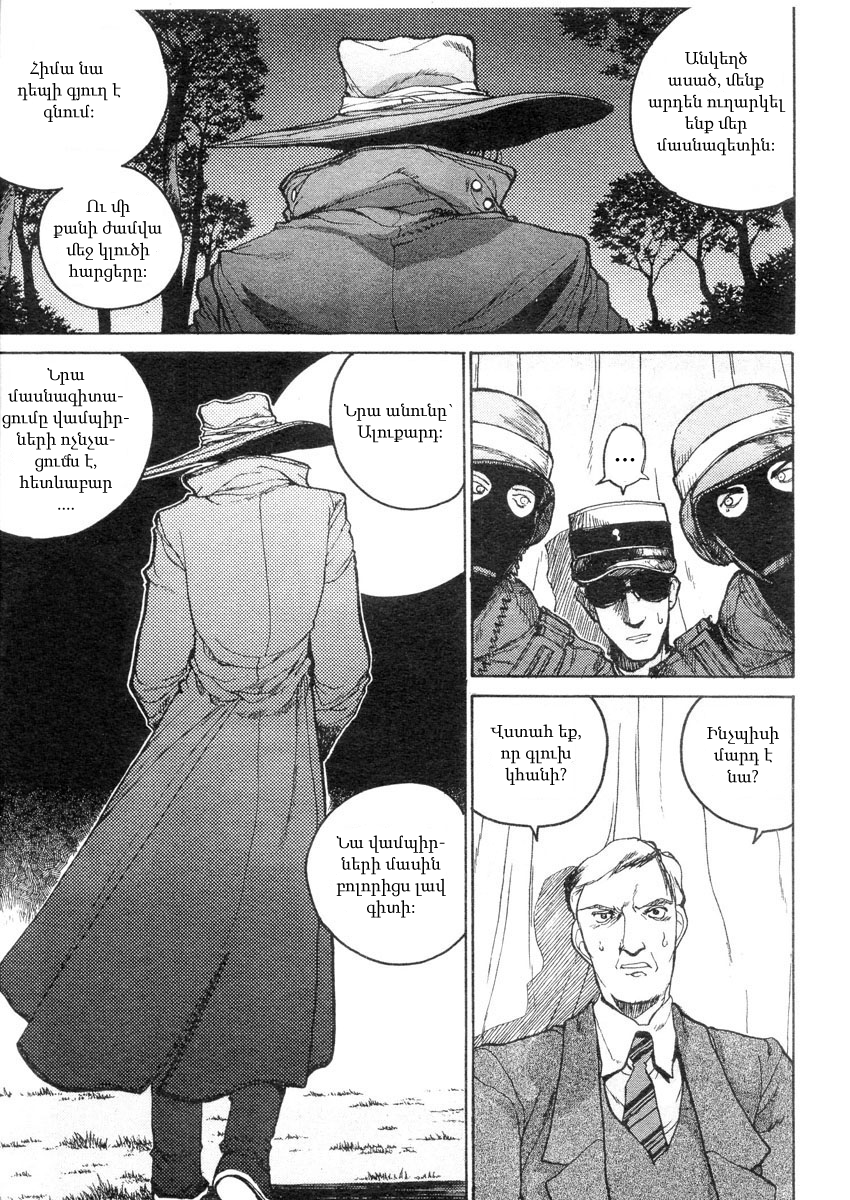 Անկեղծ
ասած, մենք
արդեն ուղարկել
ենք մեր
մասնագետին։
Հիմա նա
դեպի գյուղ է
գնում։
Ու մի
քանի ժամվա
մեջ կլուծի
հարցերը։
...
Ինչպիսի
մարդ է
նա?
Վստահ եք,
որ գլուխ
կհանի?
Նրա անունը՝
Ալուքարդ։
Նրա
մասնագիտա-
ցումը վամպիր-
ների ոչնչա-
ցումն է,
հետևաբար
....
Նա վամպիր-
ների մասին
բոլորիցս լավ
գիտի։